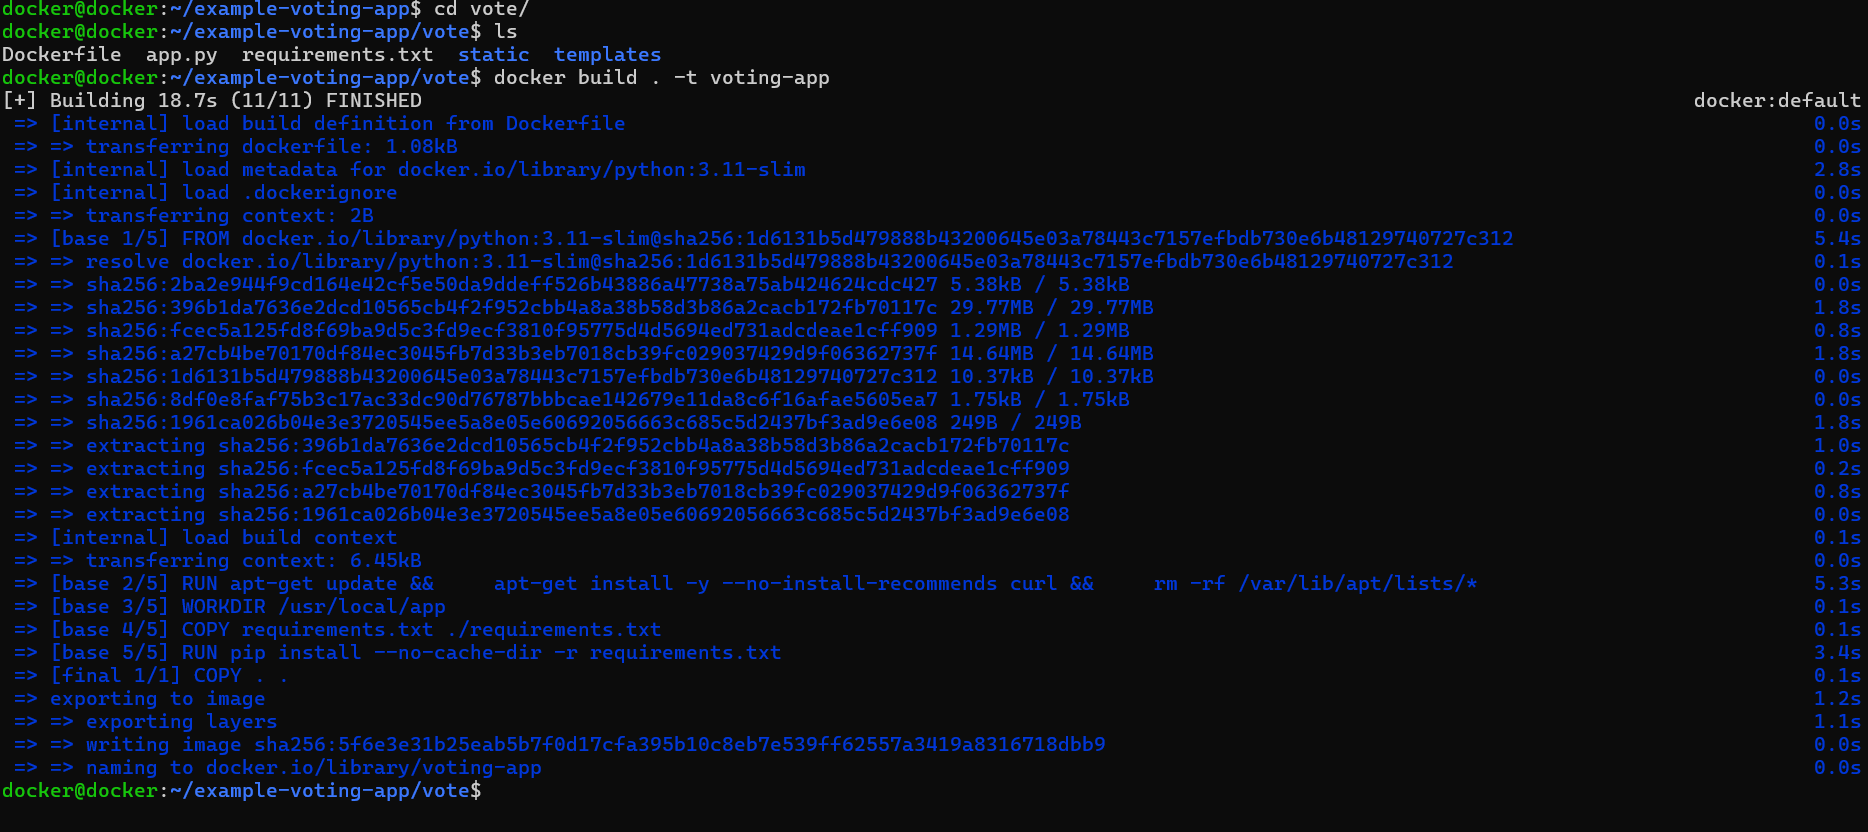 docker@docker:~/example-voting-app$ cd vote/
docker@docker:~/example-voting-app/vote$ ls
Dockerfile  app.py  requirements.txt  static  templates
docker@docker:~/example-voting-app/vote$ docker build . -t voting-app
[+] Building 18.7s (11/11) FINISHED docker:default
=> [internal] load build definition from Dockerfile 0.0s
=> => transferring dockerfile: 1.08kB 0.0s
=> [internal] load metadata for docker.io/library/python:3.11-slim 2.8s
=> [internal] load .dockerignore 0.0s
=> => transferring context: 2B 0.0s
=> [base 1/5] FROM docker.io/library/python:3.11-slim@sha256:1d6131b5d479888b43200645e03a78443c7157efbdb730e6b48129740727c312 5.4s
=> => resolve docker.io/library/python:3.11-slim@sha256:1d6131b5d479888b43200645e03a78443c7157efbdb730e6b48129740727c312 0.1s
=> => sha256:2ba2e944f9cd164e42cf5e50da9ddeff526b43886a47738a75ab424624cdc427 5.38kB / 5.38kB 0.0s
=> => sha256:396b1da7636e2dcd10565cb4f2f952cbb4a8a38b58d3b86a2cacb172fb70117c 29.77MB / 29.77MB 1.8s
=> => sha256:fcec5a125fd8f69ba9d5c3fd9ecf3810f95775d4d5694ed731adcdeae1cff909 1.29MB / 1.29MB 0.8s
=> => sha256:a27cb4be70170df84ec3045fb7d33b3eb7018cb39fc029037429d9f06362737f 14.64MB / 14.64MB 1.8s
=> => sha256:1d6131b5d479888b43200645e03a78443c7157efbdb730e6b48129740727c312 10.37kB / 10.37kB 0.0s
=> => sha256:8df0e8faf75b3c17ac33dc90d76787bbbcae142679e11da8c6f16afae5605ea7 1.75kB / 1.75kB 0.0s
=> => sha256:1961ca026b04e3e3720545ee5a8e05e60692056663c685c5d2437bf3ad9e6e08 249B / 249B 1.8s
=> => extracting sha256:396b1da7636e2dcd10565cb4f2f952cbb4a8a38b58d3b86a2cacb172fb70117c 1.0s
=> => extracting sha256:fcec5a125fd8f69ba9d5c3fd9ecf3810f95775d4d5694ed731adcdeae1cff909 0.2s
=> => extracting sha256:a27cb4be70170df84ec3045fb7d33b3eb7018cb39fc029037429d9f06362737f 0.8s
=> => extracting sha256:1961ca026b04e3e3720545ee5a8e05e60692056663c685c5d2437bf3ad9e6e08 0.0s
=> [internal] load build context 0.1s
=> => transferring context: 6.45kB 0.0s
=> [base 2/5] RUN apt-get update &&     apt-get install -y --no-install-recommends curl &&     rm -rf /var/lib/apt/lists/* 5.3s
=> [base 3/5] WORKDIR /usr/local/app 0.1s
=> [base 4/5] COPY requirements.txt ./requirements.txt 0.1s
=> [base 5/5] RUN pip install --no-cache-dir -r requirements.txt 3.4s
=> [final 1/1] COPY . . 0.1s
=> exporting to image 1.2s
=> => exporting layers 1.1s
=> => writing image sha256:5f6e3e31b25eab5b7f0d17cfa395b10c8eb7e539ff62557a3419a8316718dbb9 0.0s
=> => naming to docker.io/library/voting-app 0.0s
docker@docker:~/example-voting-app/vote$